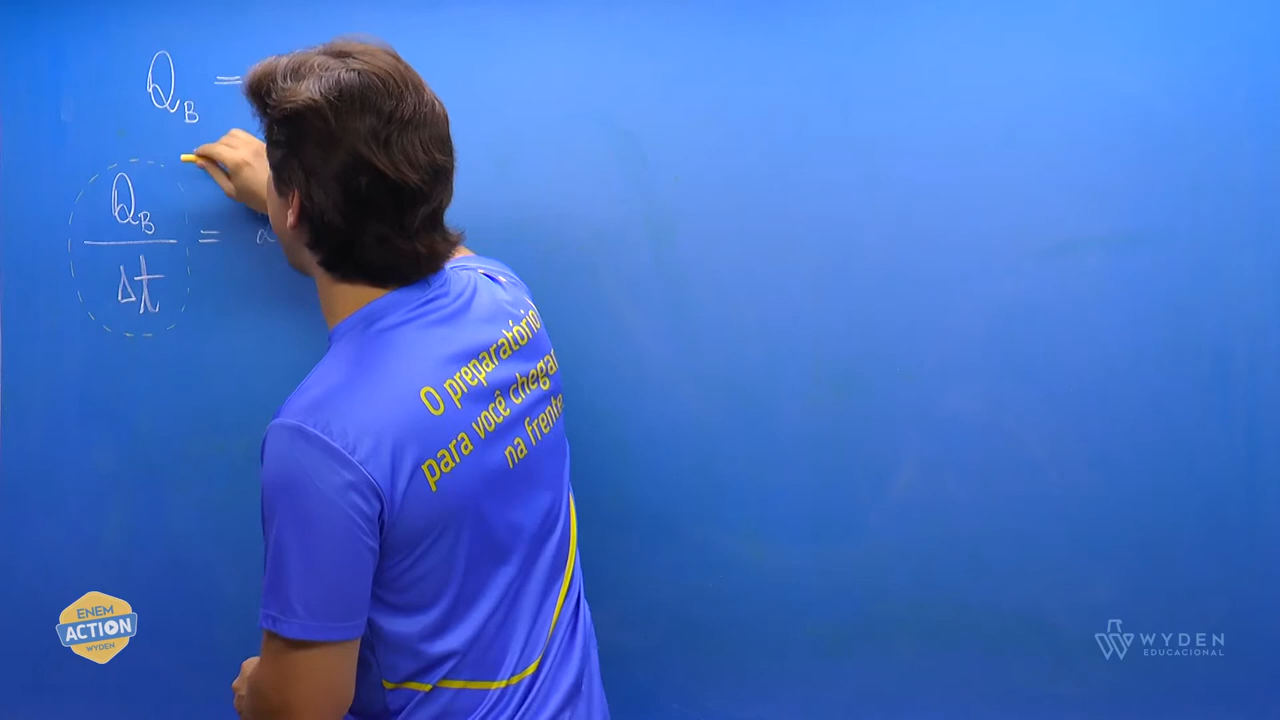 Q_B =
Q_B
Δt
=
O preparatório
para você chegar
na frente
ENEM
ACTION
WYDEN
WYDEN
EDUCACIONAL